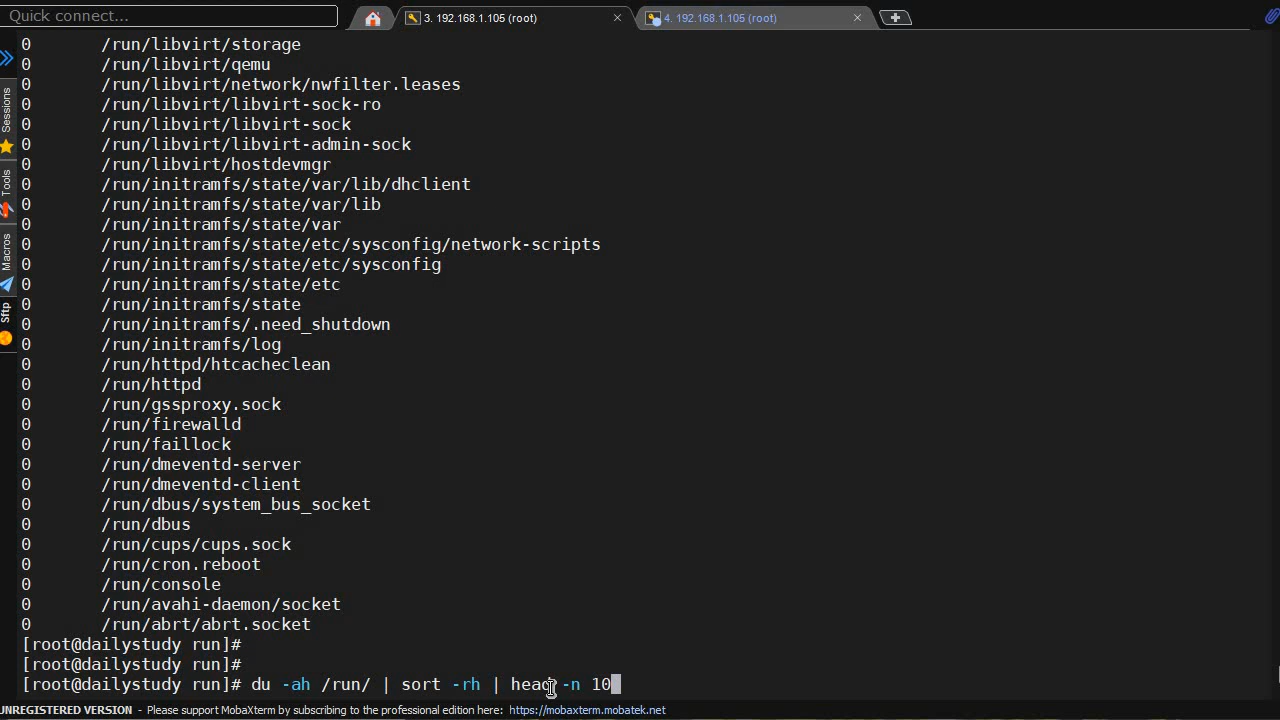 Quick connect...
3. 192.168.1.105 (root)
4. 192.168.1.105 (root)
Sessions
Tools
Macros
Sftp
0 /run/libvirt/storage
0 /run/libvirt/qemu
0 /run/libvirt/network/nwfilter.leases
0 /run/libvirt/libvirt-sock-ro
0 /run/libvirt/libvirt-sock
0 /run/libvirt/libvirt-admin-sock
0 /run/libvirt/hostdevmgr
0 /run/initramfs/state/var/lib/dhclient
0 /run/initramfs/state/var/lib
0 /run/initramfs/state/var
0 /run/initramfs/state/etc/sysconfig/network-scripts
0 /run/initramfs/state/etc/sysconfig
0 /run/initramfs/state/etc
0 /run/initramfs/state
0 /run/initramfs/.need_shutdown
0 /run/initramfs/log
0 /run/httpd/htcacheclean
0 /run/httpd
0 /run/gssproxy.sock
0 /run/firewalld
0 /run/faillock
0 /run/dmeventd-server
0 /run/dmeventd-client
0 /run/dbus/system_bus_socket
0 /run/dbus
0 /run/cups/cups.sock
0 /run/cron.reboot
0 /run/console
0 /run/avahi-daemon/socket
0 /run/abrt/abrt.socket
[root@dailystudy run]#
[root@dailystudy run]#
[root@dailystudy run]# du -ah /run/ | sort -rh | head -n 10
UNREGISTERED VERSION - Please support MobaXterm by subscribing to the professional edition here: https://mobaxterm.mobatek.net